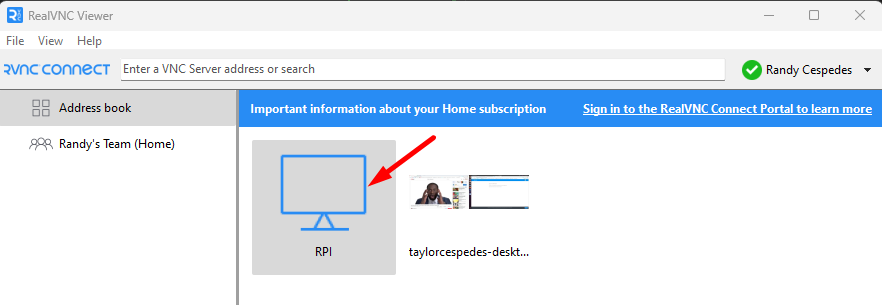 RealVNC Viewer
File View Help
RVNC CONNECT
Enter a VNC Server address or search
Randy Cespedes
Address book
Important information about your Home subscription
Sign in to the RealVNC Connect Portal to learn more
Randy's Team (Home)
RPI
taylorcespedes-deskt...